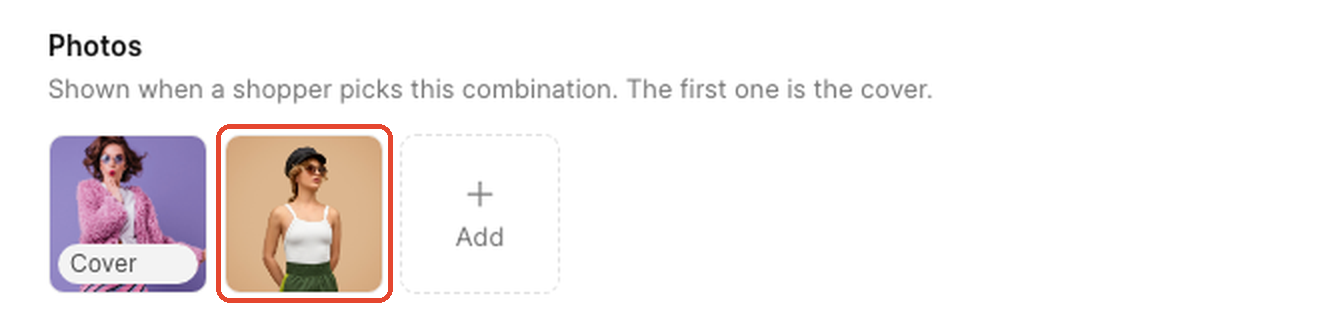 Photos
Shown when a shopper picks this combination. The first one is the cover.
Cover
Add